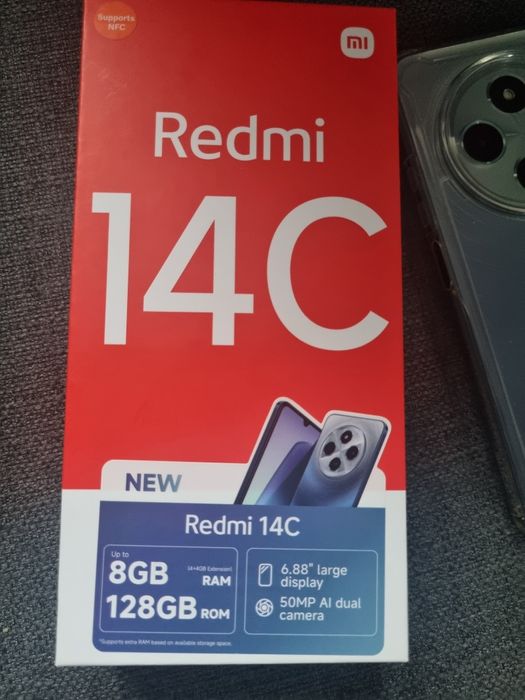 Supports
NFC
mi
Redmi
14C
NEW
Redmi 14C
Up to
8GB (4+4GB Extension) RAM
128GB ROM
6.88" large
display
50MP AI dual
camera
*Supports extra RAM based on available storage space.